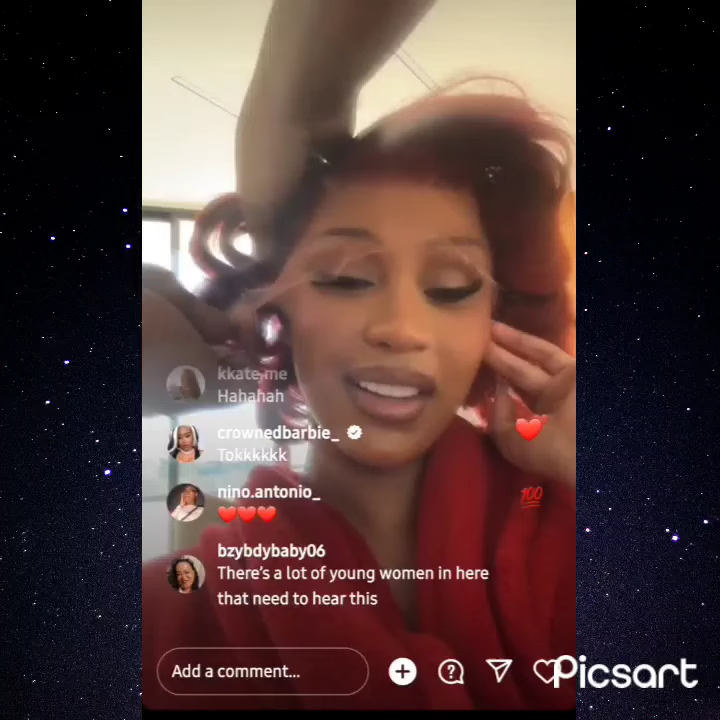 kkate.me
Hahahah
crownedbarbie_
Tokkkkkk
nino.antonio_
❤️❤️❤️
bzybdybaby06
There's a lot of young women in here
that need to hear this
💯
Add a comment...
Picsart